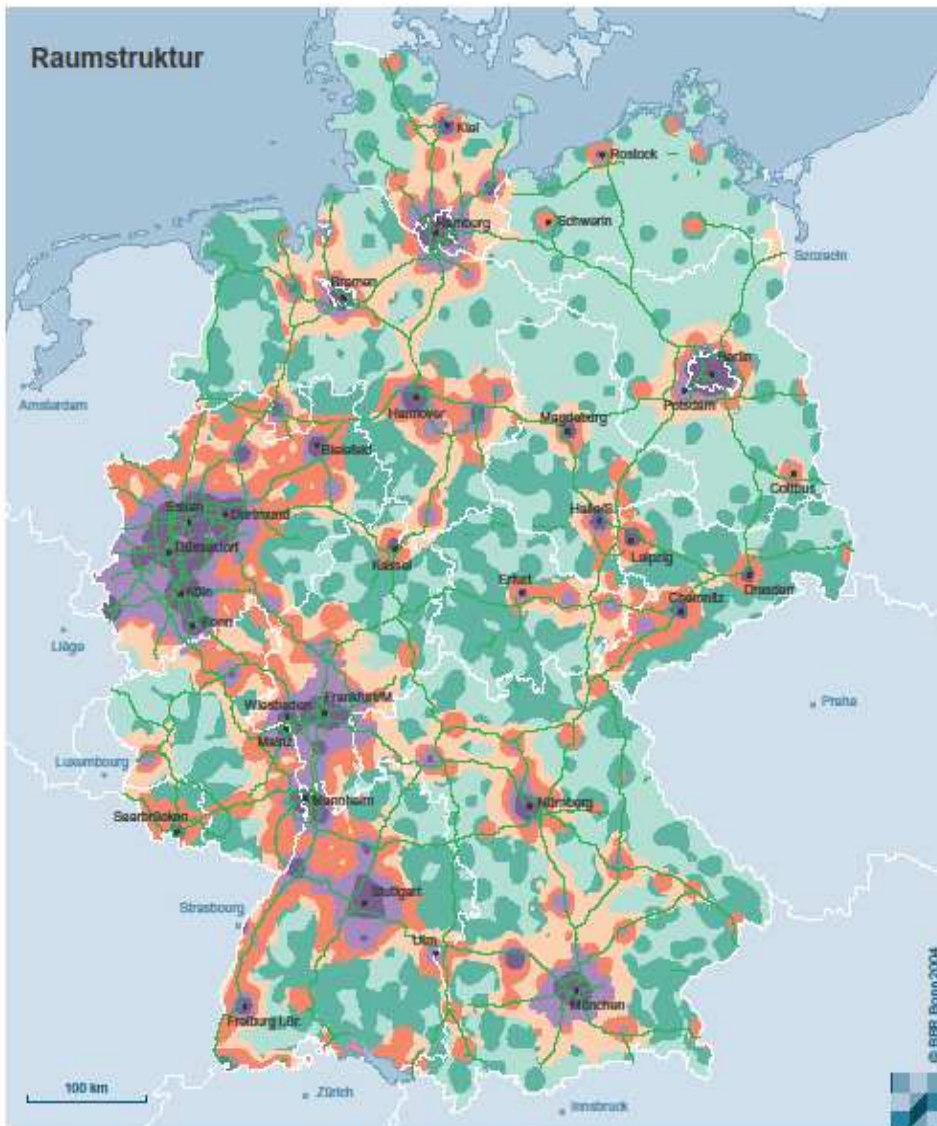 Raumstruktur
Kiel
Rostock
Hamburg
Schwerin
Szczecin
Bremen
Berlin
Amsterdam
Hannover
Potsdam
Magdeburg
Bielefeld
Cottbus
Essen
Dortmund
Halle/S.
Düsseldorf
Leipzig
Kassel
Erfurt
Dresden
Köln
Chemnitz
Bonn
Liège
Wiesbaden
Frankfurt/M.
Praha
Mainz
Luxembourg
Mannheim
Nürnberg
Saarbrücken
Stuttgart
Strasbourg
Ulm
München
Freiburg i.Br.
100 km
Zürich
Innsbruck
© BBR Bonn 2004